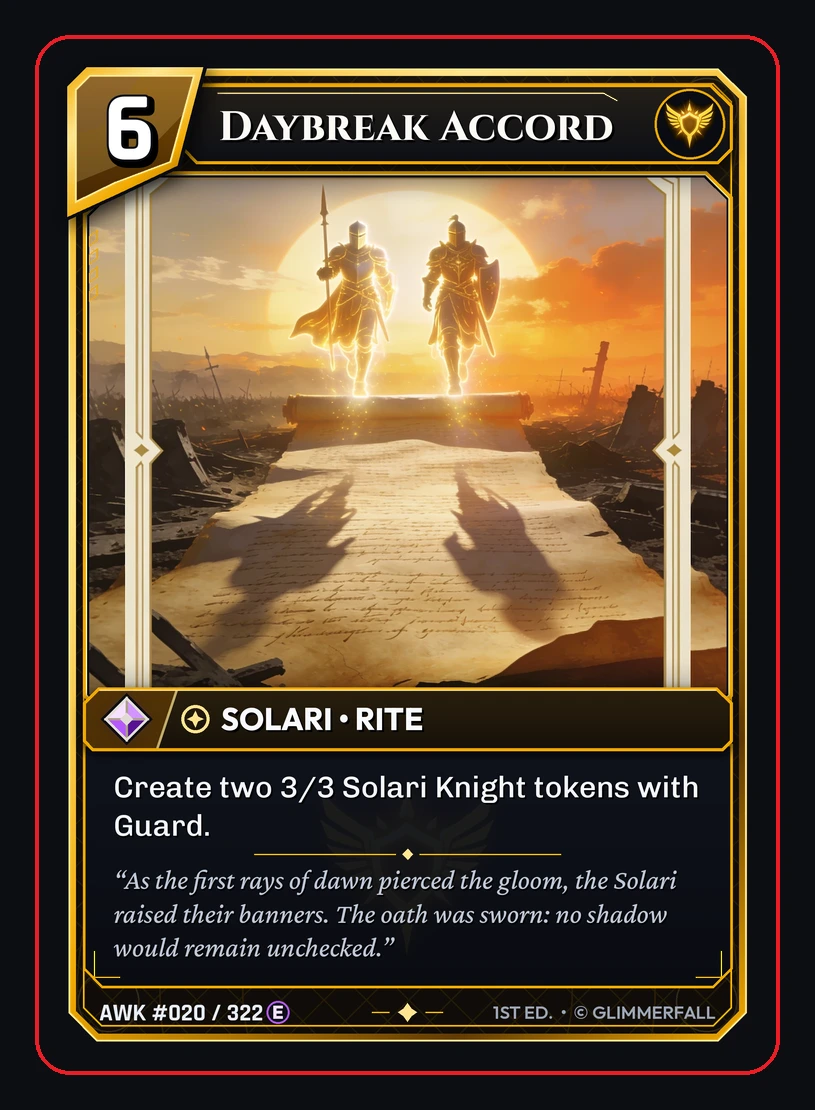 6
DAYBREAK ACCORD
SOLARI • RITE
Create two 3/3 Solari Knight tokens with
Guard.
“As the first rays of dawn pierced the gloom, the Solari
raised their banners. The oath was sworn: no shadow
would remain unchecked.”
AWK #020 / 322 E
1ST ED. • © GLIMMERFALL